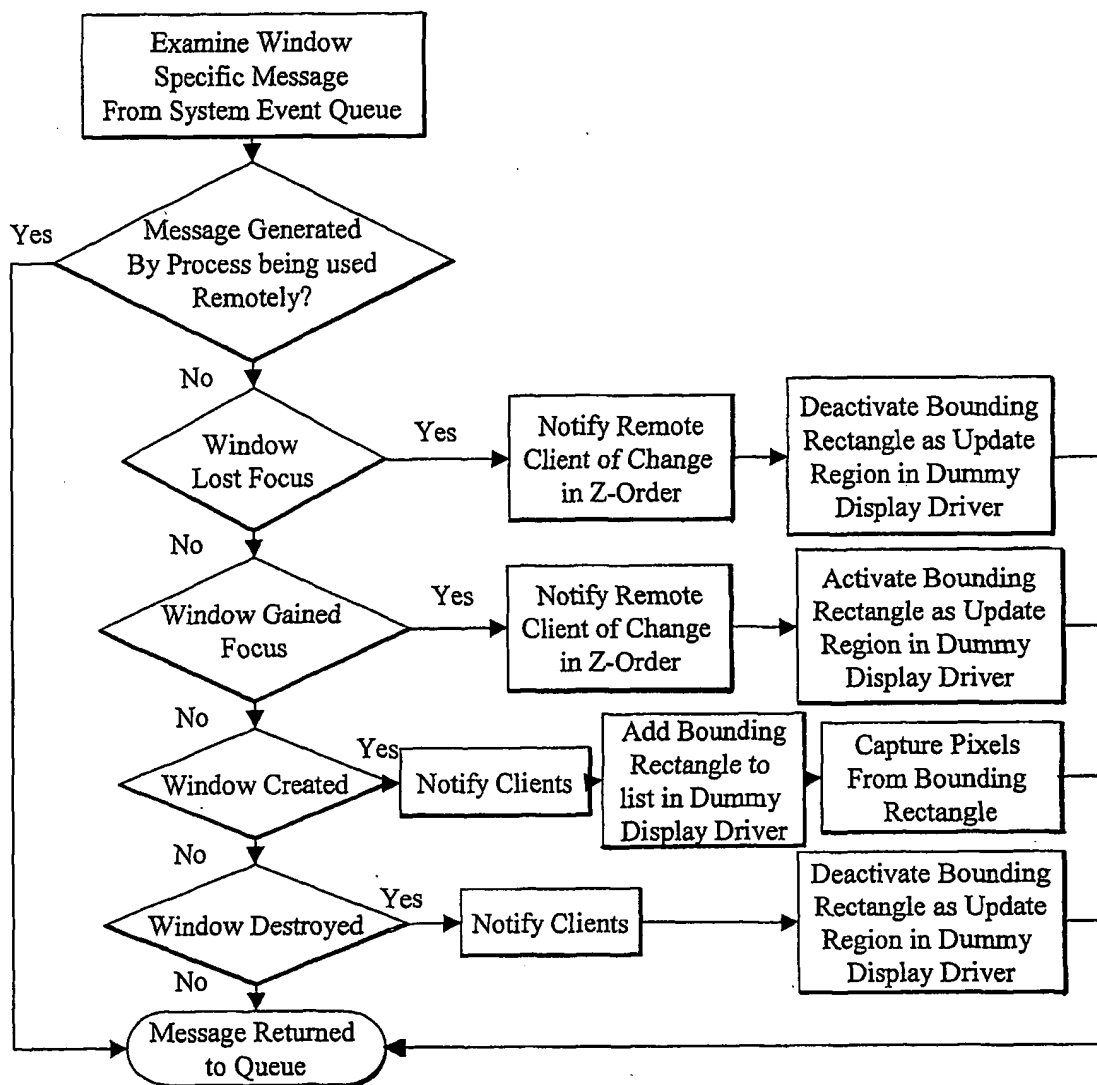 Examine Window
Specific Message
From System Event Queue
Yes
Message Generated
By Process being used
Remotely?
No
Window
Lost Focus
Yes
Notify Remote
Client of Change
in Z-Order
Deactivate Bounding
Rectangle as Update
Region in Dummy
Display Driver
No
Window Gained
Focus
Yes
Notify Remote
Client of Change
in Z-Order
Activate Bounding
Rectangle as Update
Region in Dummy
Display Driver
No
Window Created
Yes
Notify Clients
Add Bounding
Rectangle to
list in Dummy
Display Driver
Capture Pixels
From Bounding
Rectangle
No
Window Destroyed
Yes
Notify Clients
Deactivate Bounding
Rectangle as Update
Region in Dummy
Display Driver
No
Message Returned
to Queue